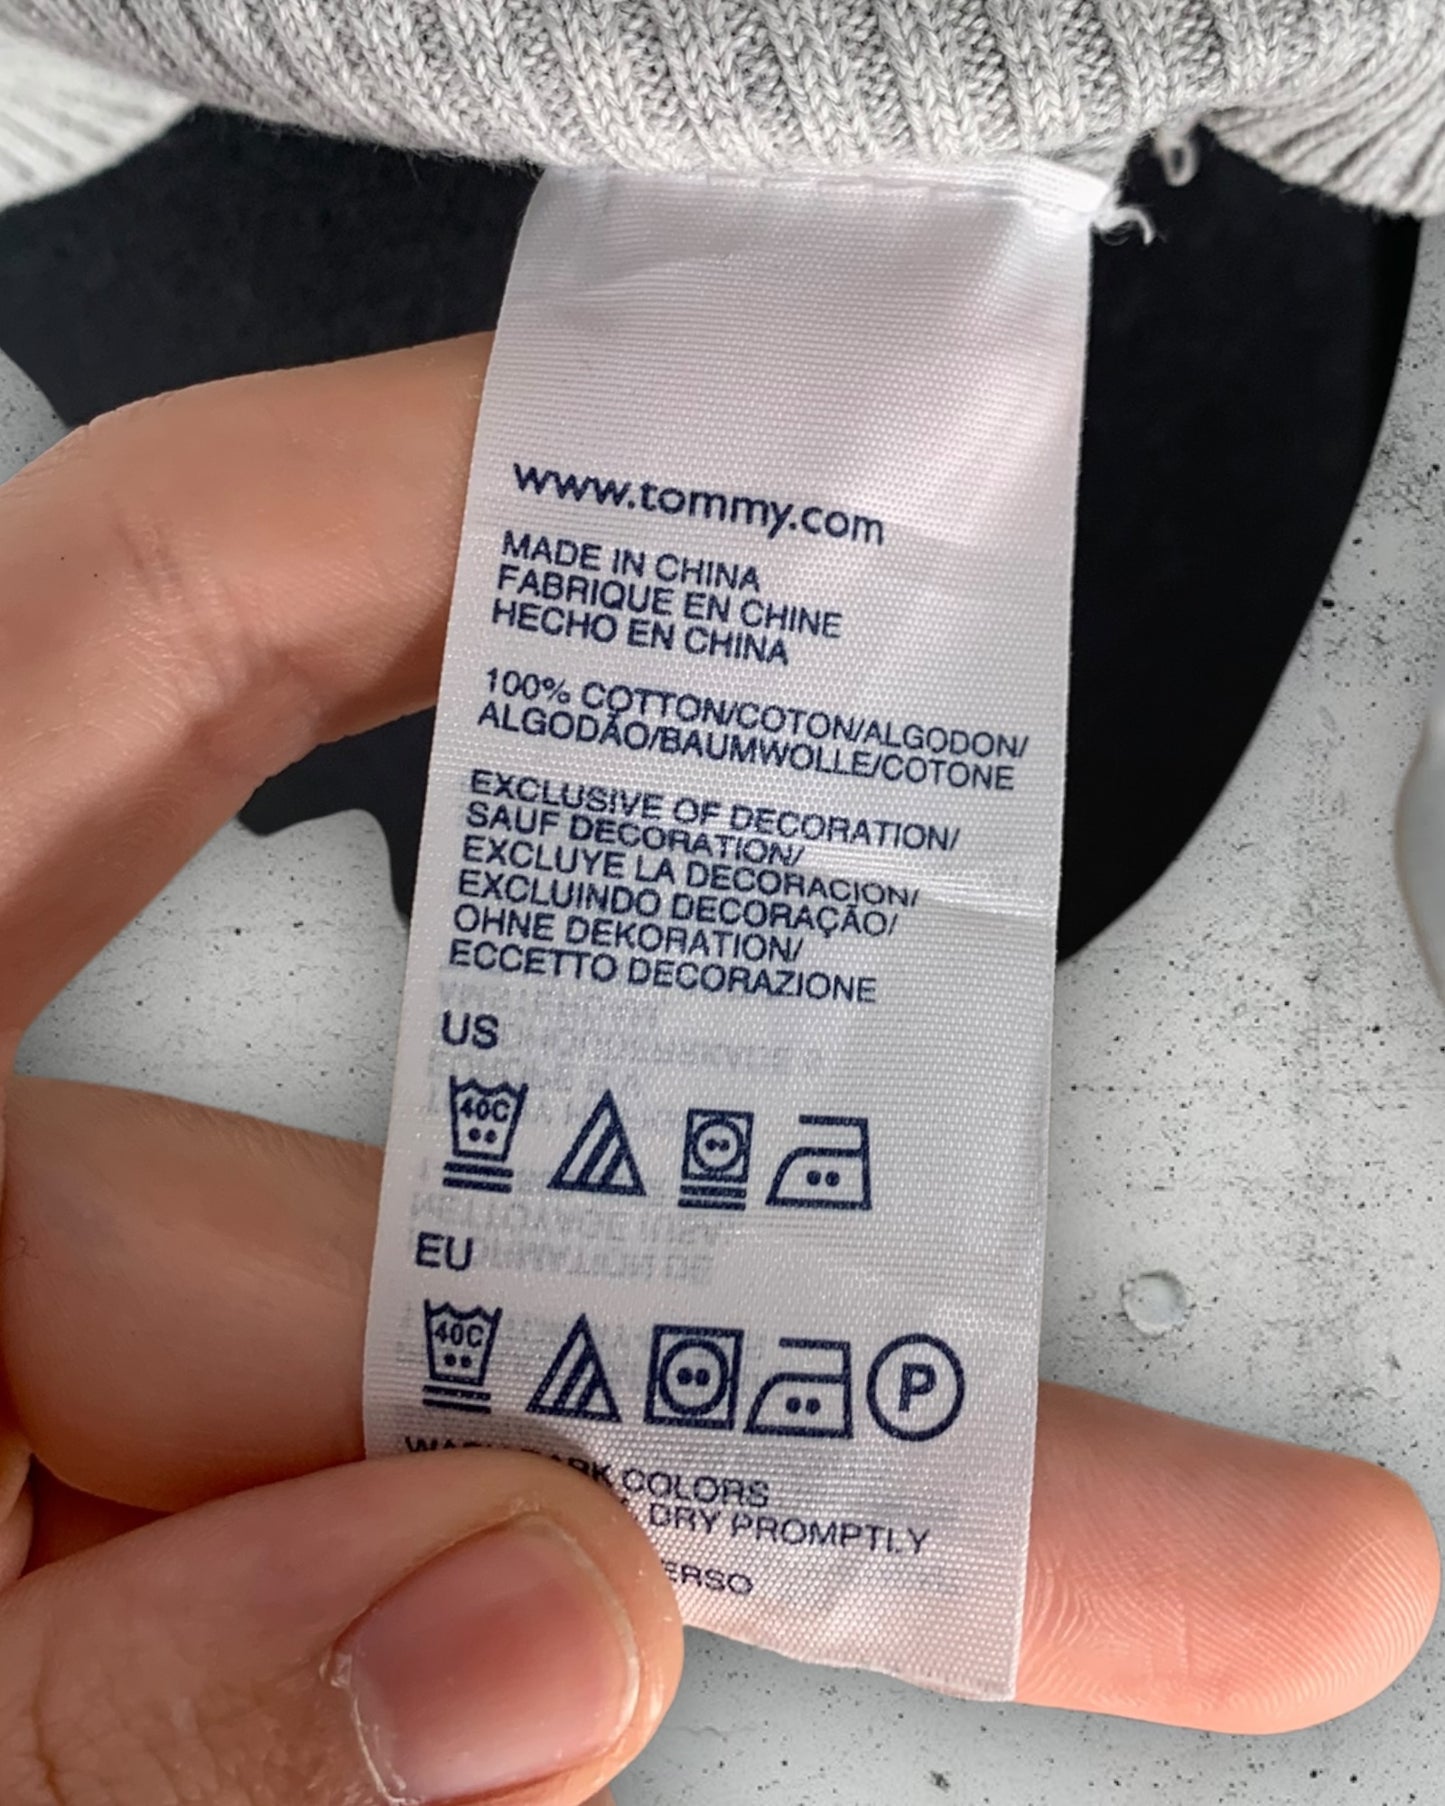 www.tommy.com
MADE IN CHINA
FABRIQUE EN CHINE
HECHO EN CHINA
100% COTTON/COTON/ALGODON/
ALGODÃO/BAUMWOLLE/COTONE
EXCLUSIVE OF DECORATION/
SAUF DECORATION/
EXCLUYE LA DECORACION/
EXCLUINDO DECORAÇÃO/
OHNE DEKORATION/
ECCETTO DECORAZIONE
US
40C
EU
40C
P
COLORS
DRY PROMPTLY